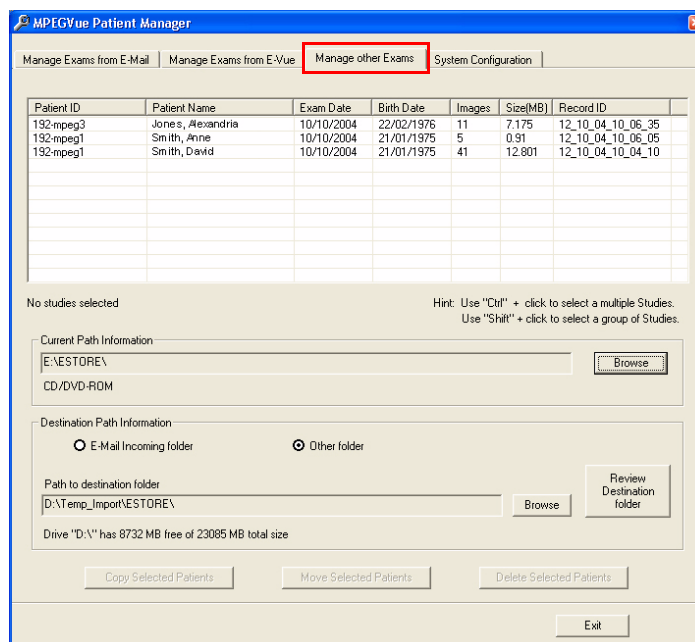 MPEGVue Patient Manager
Manage Exams from E-Mail Manage Exams from E-Vue Manage other Exams System Configuration
Patient ID Patient Name Exam Date Birth Date Images Size(MB) Record ID
192-mpeg3 Jones, Alexandria 10/10/2004 22/02/1976 11 7.175 12_10_04_10_06_35
192-mpeg1 Smith, Anne 10/10/2004 21/01/1975 5 0.91 12_10_04_10_06_05
192-mpeg1 Smith, David 10/10/2004 21/01/1975 41 12.801 12_10_04_10_04_10
No studies selected Hint: Use "Ctrl" + click to select a multiple Studies.
Use "Shift" + click to select a group of Studies.
Current Path Information
E:\ESTORE\ Browse
CD/DVD-ROM
Destination Path Information
E-Mail Incoming folder Other folder
Path to destination folder
D:\Temp_Import\ESTORE\ Browse
Review
Destination
folder
Drive "D:\" has 8732 MB free of 23085 MB total size
Copy Selected Patients Move Selected Patients Delete Selected Patients
Exit